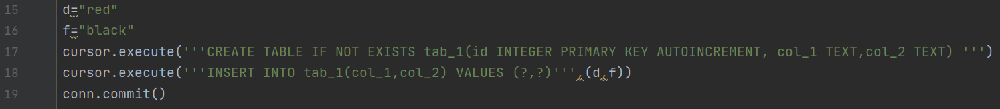 15 d="red"
16 f="black"
17 cursor.execute('''CREATE TABLE IF NOT EXISTS tab_1(id INTEGER PRIMARY KEY AUTOINCREMENT, col_1 TEXT,col_2 TEXT) ''')
18 cursor.execute('''INSERT INTO tab_1(col_1,col_2) VALUES (?,?)''',(d,f))
19 conn.commit()